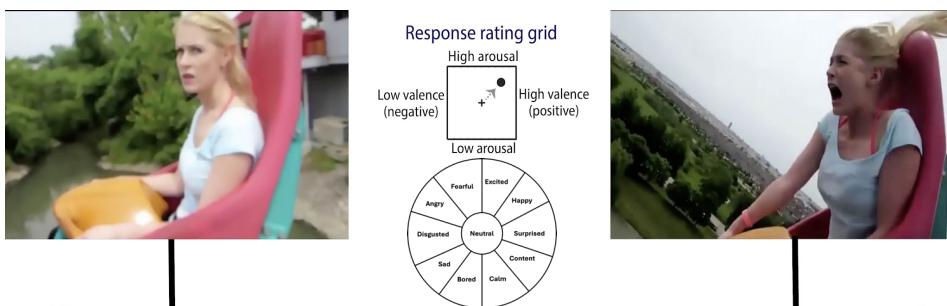 Response rating grid
High arousal
Low valence
(negative)
High valence
(positive)
Low arousal
Fearful
Excited
Angry
Happy
Disgusted
Neutral
Surprised
Sad
Content
Bored
Calm